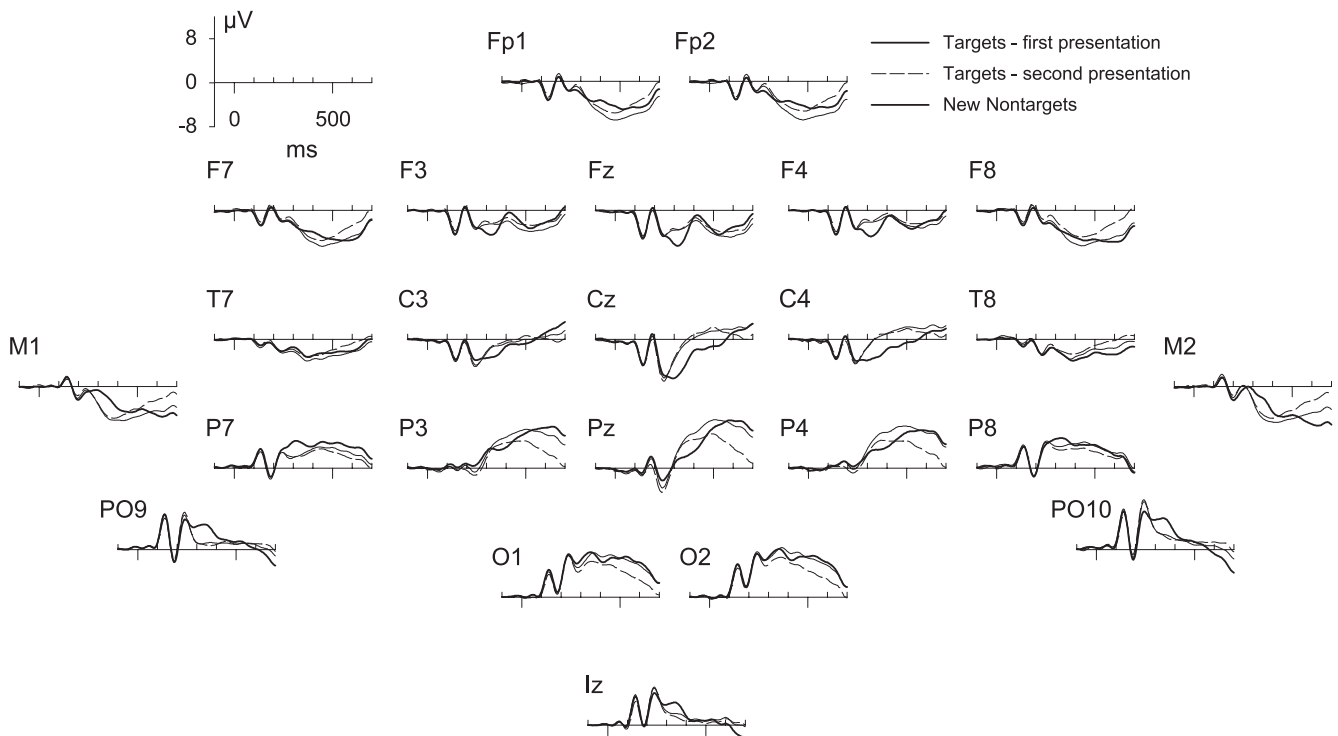 µV
8
0
-8
0 500
ms
Fp1 Fp2
Targets - first presentation
Targets - second presentation
New Nontargets
F7 F3 Fz F4 F8
T7 C3 Cz C4 T8
M1 M2
P7 P3 Pz P4 P8
PO9 PO10
O1 O2
Iz